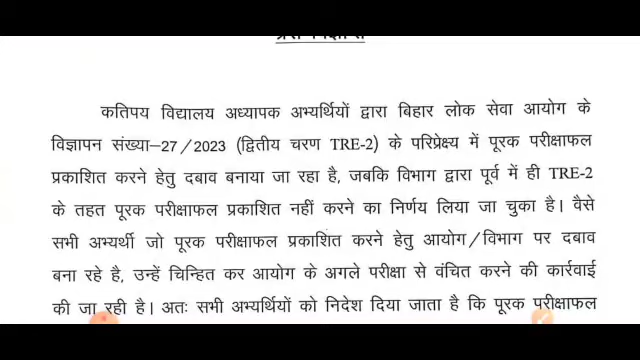 कतिपय विद्यालय अध्यापक अभ्यर्थियों द्वारा बिहार लोक सेवा आयोग के
विज्ञापन संख्या–27/2023 (द्वितीय चरण TRE-2) के परिप्रेक्ष्य में पूरक परीक्षाफल
प्रकाशित करने हेतु दबाव बनाया जा रहा है, जबकि विभाग द्वारा पूर्व में ही TRE-2
के तहत पूरक परीक्षाफल प्रकाशित नहीं करने का निर्णय लिया जा चुका है। वैसे
सभी अभ्यर्थी जो पूरक परीक्षाफल प्रकाशित करने हेतु आयोग/विभाग पर दबाव
बना रहे है, उन्हें चिन्हित कर आयोग के अगले परीक्षा से वंचित करने की कार्रवाई
की जा रही है। अतः सभी अभ्यर्थियों को निदेश दिया जाता है कि पूरक परीक्षाफल